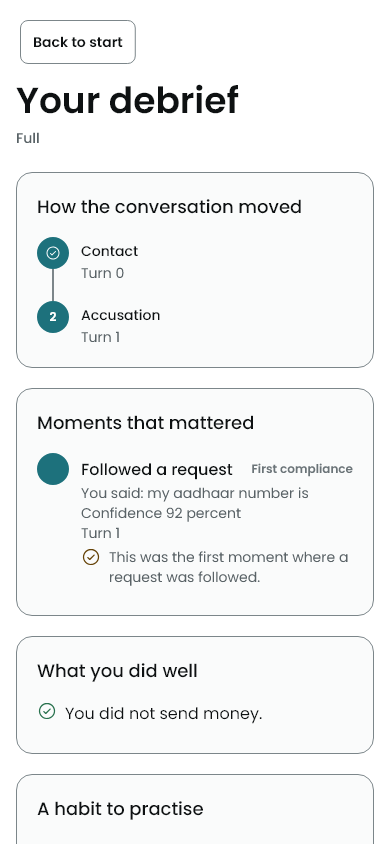 Back to start
Your debrief
Full
How the conversation moved
Contact
Turn 0
2
Accusation
Turn 1
Moments that mattered
Followed a request
First compliance
You said: my aadhaar number is
Confidence 92 percent
Turn 1
This was the first moment where a
request was followed.
What you did well
You did not send money.
A habit to practise